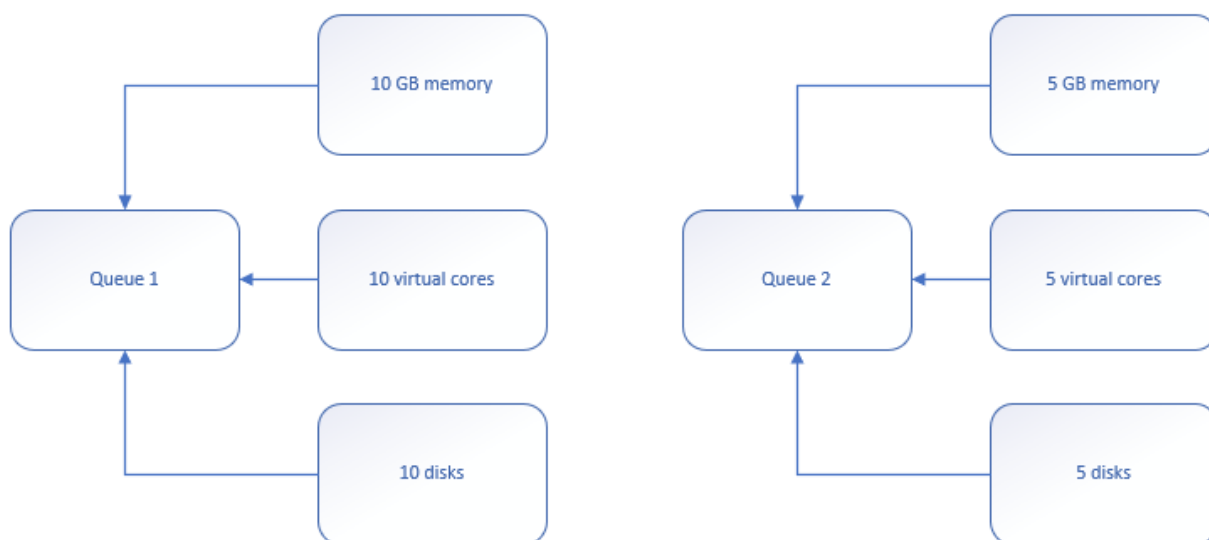 10 GB memory
5 GB memory
Queue 1
10 virtual cores
Queue 2
5 virtual cores
10 disks
5 disks